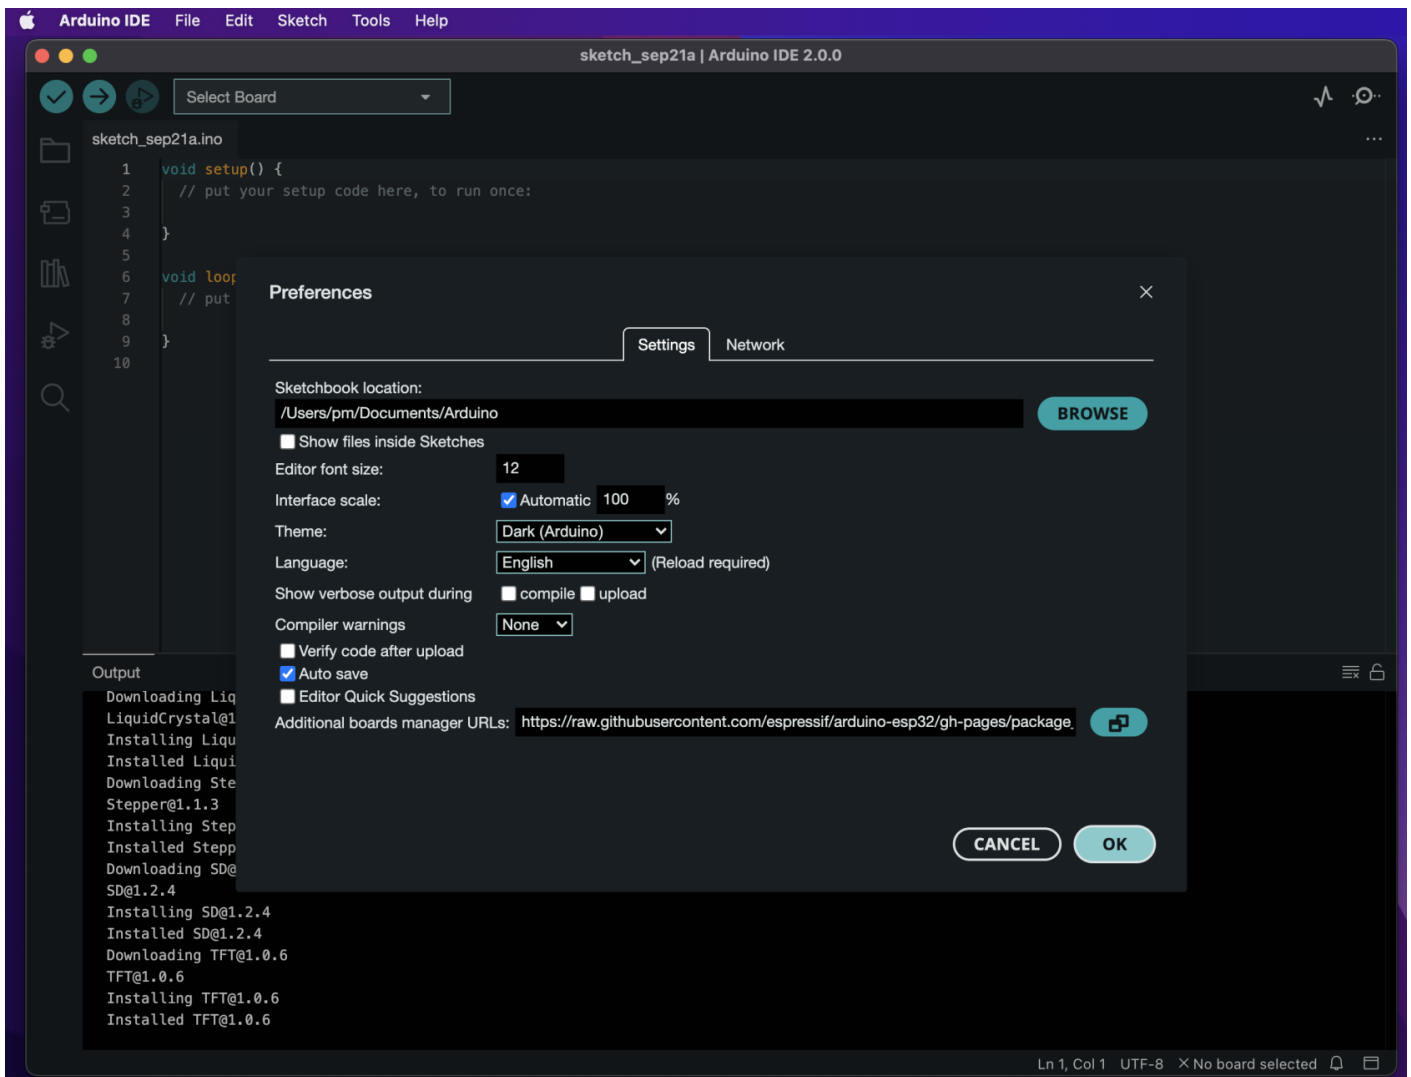 Arduino IDE File Edit Sketch Tools Help
sketch_sep21a | Arduino IDE 2.0.0
Select Board
sketch_sep21a.ino
1 void setup() {
2 // put your setup code here, to run once:
3
4 }
5
6 void loop
7 // put
8
9 }
10
Preferences
Settings Network
Sketchbook location:
/Users/pm/Documents/Arduino BROWSE
Show files inside Sketches
Editor font size: 12
Interface scale: Automatic 100 %
Theme: Dark (Arduino)
Language: English (Reload required)
Show verbose output during compile upload
Compiler warnings None
Verify code after upload
Auto save
Editor Quick Suggestions
Additional boards manager URLs: https://raw.githubusercontent.com/espressif/arduino-esp32/gh-pages/package_
CANCEL OK
Output
Downloading Liq
LiquidCrystal@1
Installing Liqu
Installed Liqui
Downloading Ste
Stepper@1.1.3
Installing Step
Installed Stepp
Downloading SD@
SD@1.2.4
Installing SD@1.2.4
Installed SD@1.2.4
Downloading TFT@1.0.6
TFT@1.0.6
Installing TFT@1.0.6
Installed TFT@1.0.6
Ln 1, Col 1 UTF-8 No board selected